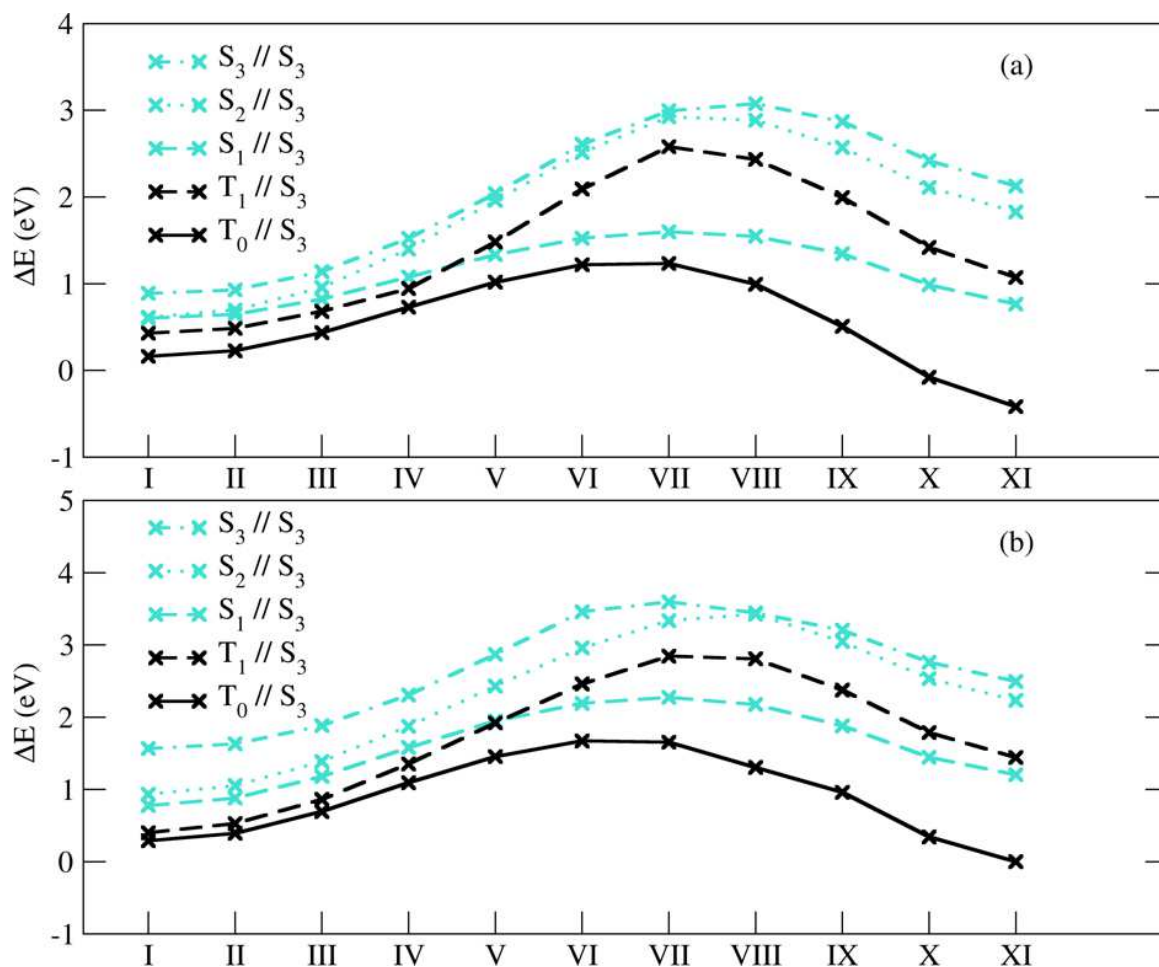 4
3
2
1
0
-1
ΔE (eV)
S3 // S3
S2 // S3
S1 // S3
T1 // S3
T0 // S3
(a)
I II III IV V VI VII VIII IX X XI
5
4
3
2
1
0
-1
ΔE (eV)
S3 // S3
S2 // S3
S1 // S3
T1 // S3
T0 // S3
(b)
I II III IV V VI VII VIII IX X XI